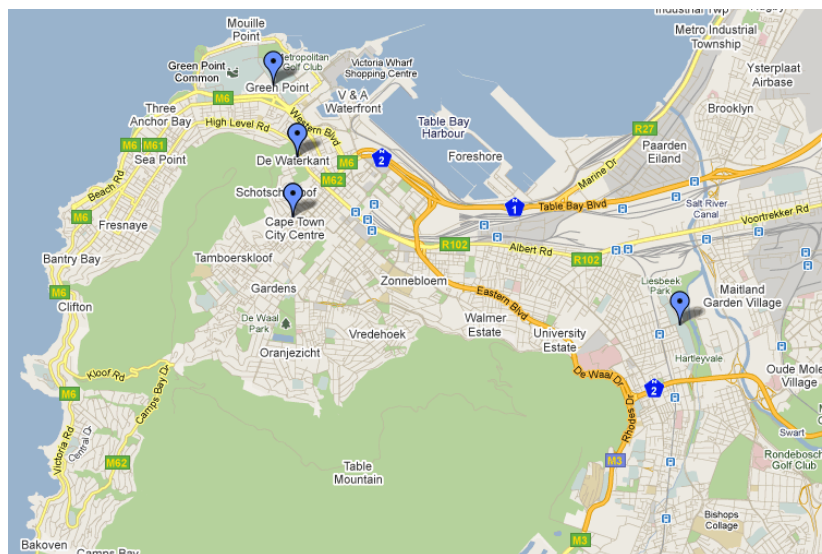 Mouille
Point
Industrial Twp
Metro Industrial
Township
Green Point
Common
Metropolitan
Golf Club
Victoria Wharf
Shopping Centre
Ysterplaat
Airbase
Green Point
M6
V & A
Waterfront
Three
Anchor Bay
Western Blvd
Table Bay
Harbour
Brooklyn
High Level Rd
R27
M6
M61
Paarden
Eiland
Sea Point
De Waterkant
M6
N
2
Foreshore
Marine Dr
M62
Beach Rd
Salt River
Canal
M6
N
1
Table Bay Blvd
Voortrekker Rd
Fresnaye
Cape Town
City Centre
R102
Albert Rd
R102
Bantry Bay
Tamboerskloof
Zonnebloem
Liesbeek
Park
Maitland
Garden Village
M6
Clifton
Gardens
Eastern Blvd
De Waal
Park
Walmer
Estate
University
Estate
Vredehoek
Oranjezicht
Hartleyvale
Kloof Rd
Camps Bay Dr
De Waal Dr
N
2
Oude Mole
Village
M6
Rhodes Dr
Victoria Rd
Central Dr
Swart
M62
Table
Mountain
M3
Rondebosch
Golf Club
Bishops
College
M3
Bakoven
Camps Bay